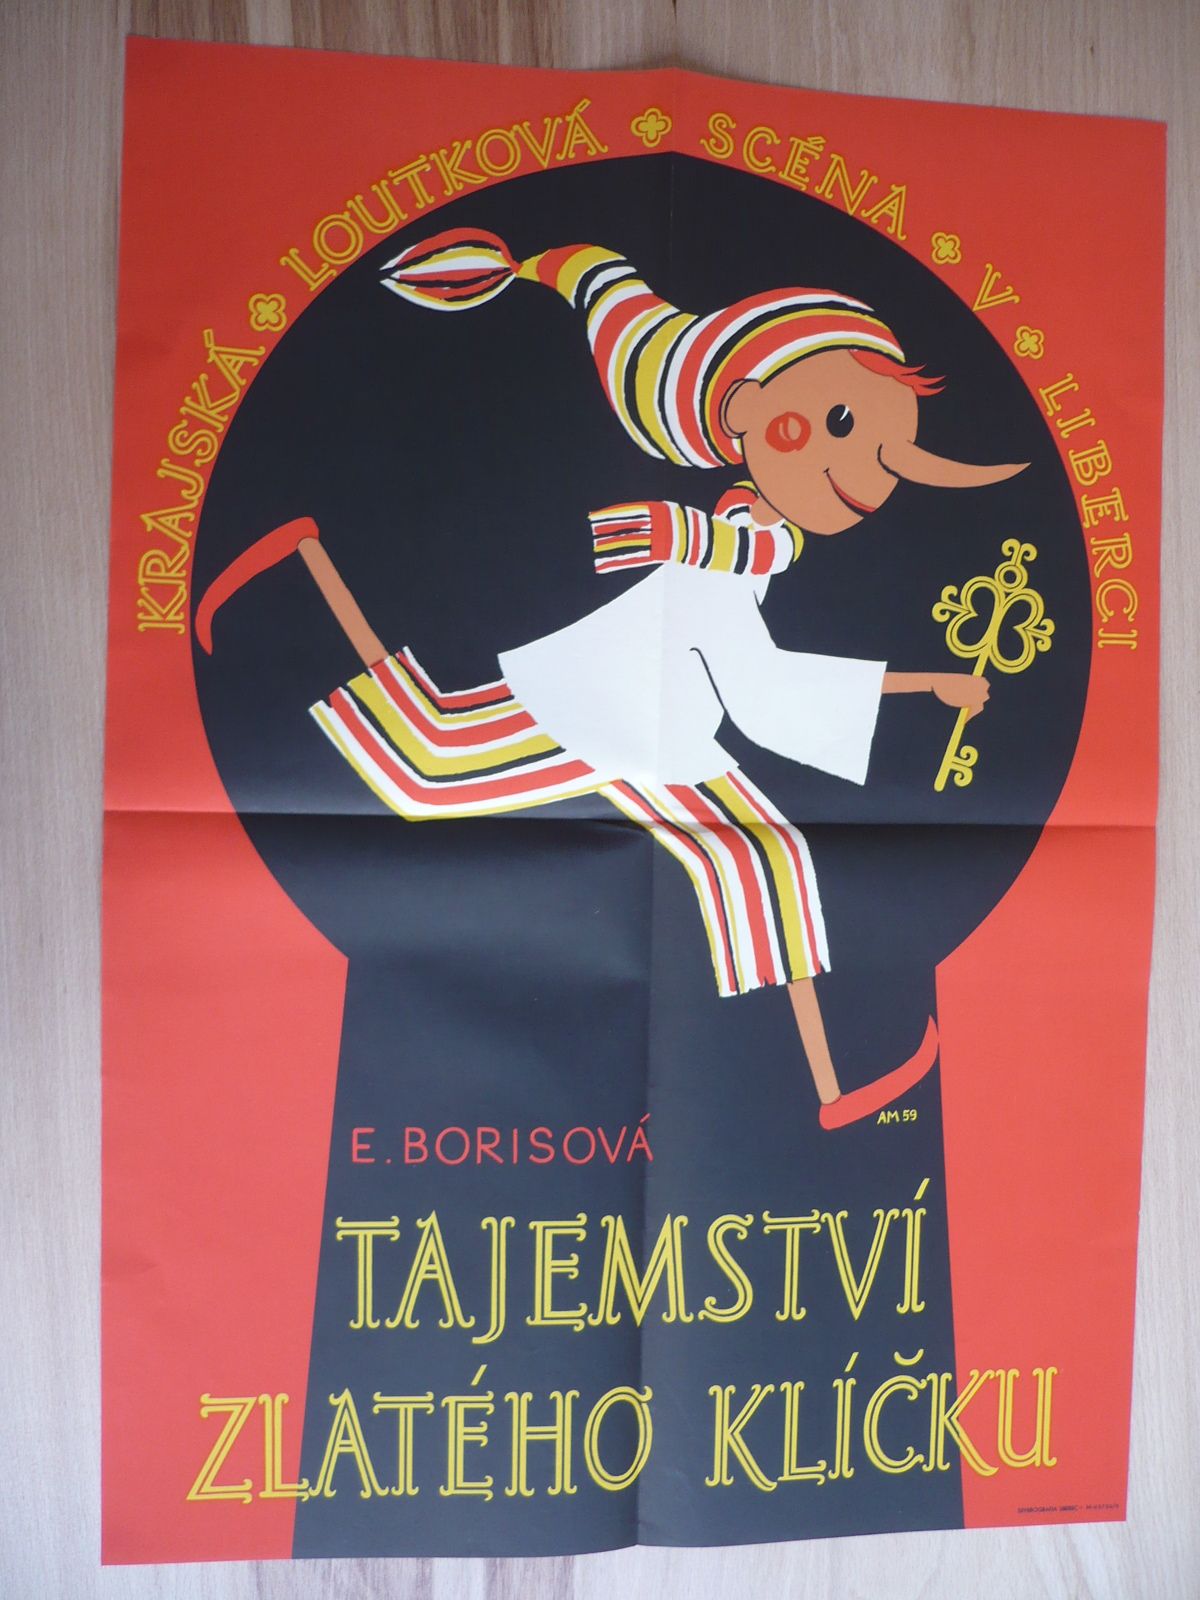 KRAJSKÁ LOUTKOVÁ SCÉNA V LIBERCI
AM 59
E. BORISOVÁ
TAJEMSTVÍ
ZLATÉHO KLÍČKU